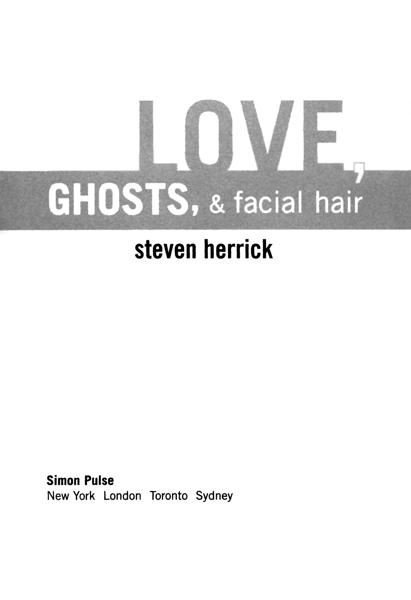 LOVE,
GHOSTS, & facial hair
steven herrick
Simon Pulse
New York London Toronto Sydney